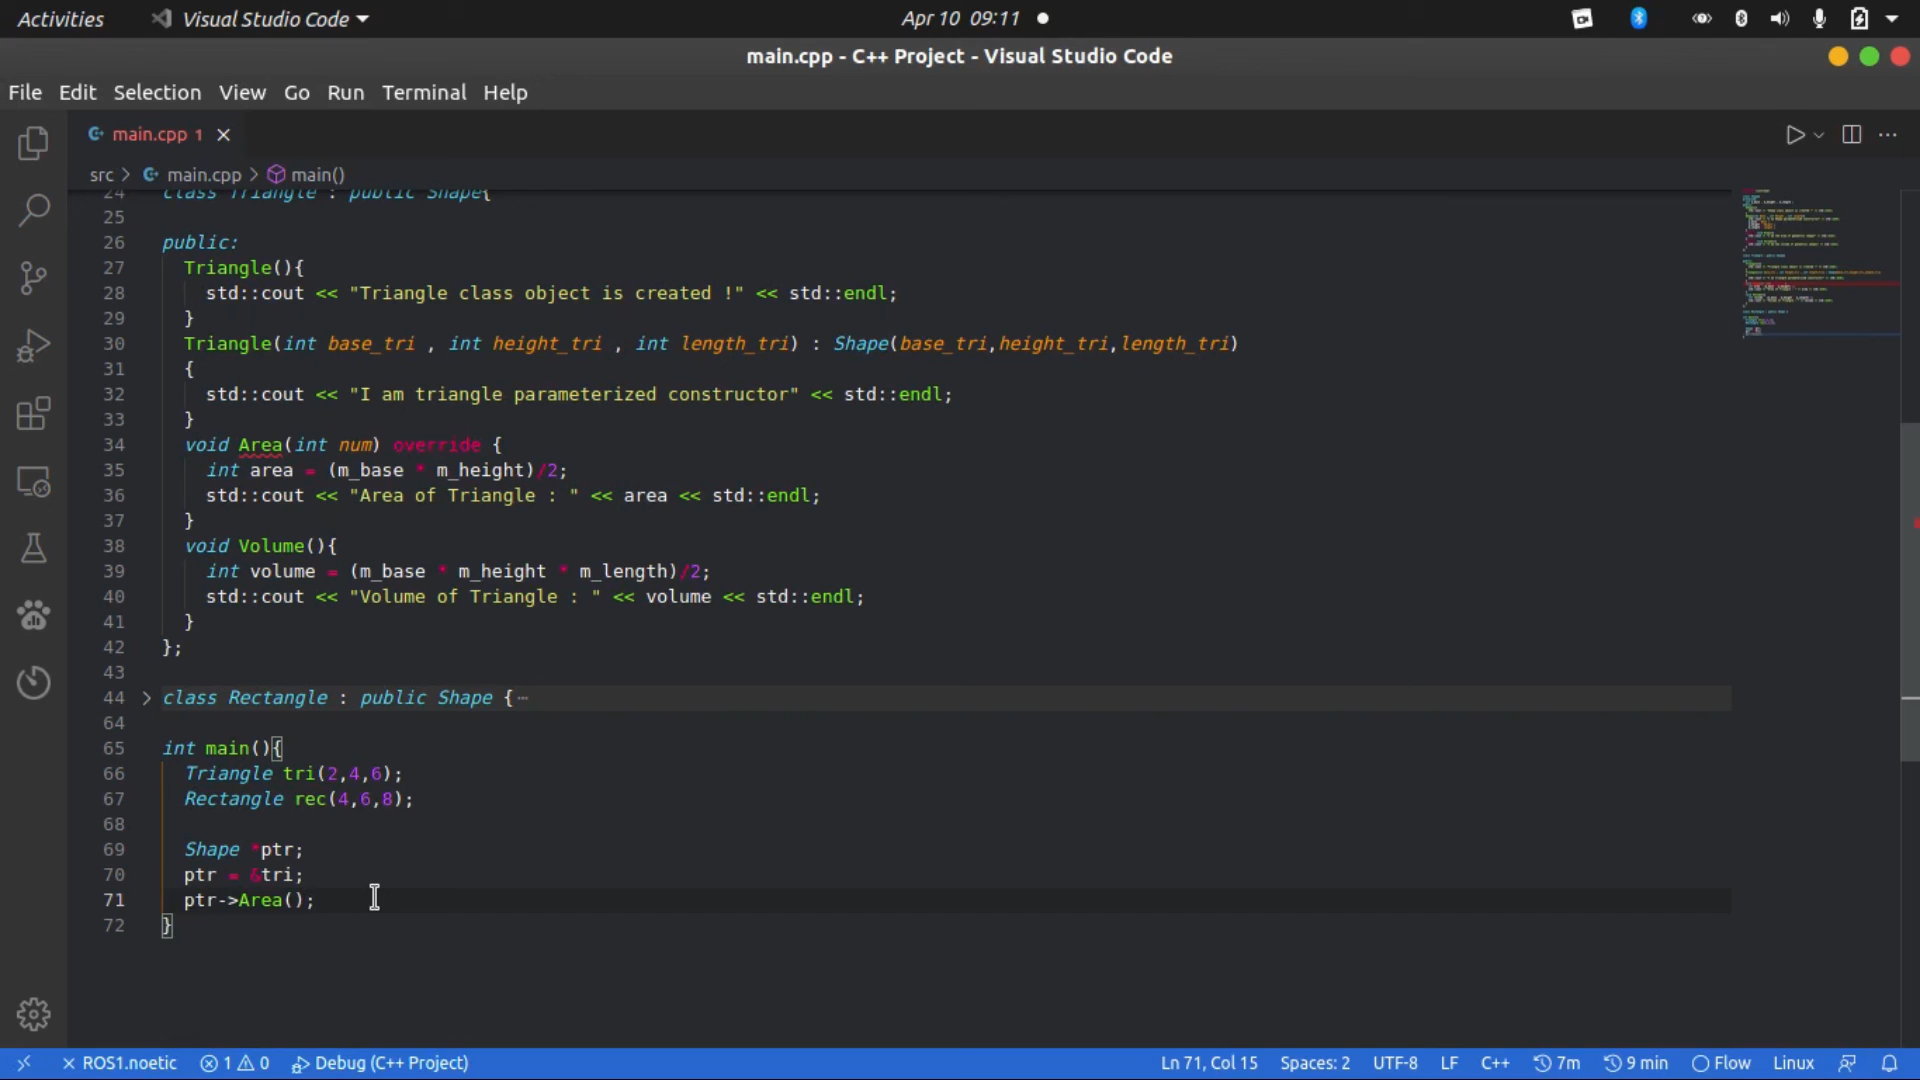 Activities
Visual Studio Code
Apr 10 09:11
main.cpp - C++ Project - Visual Studio Code
File Edit Selection View Go Run Terminal Help
main.cpp 1
src > main.cpp > main()
24 class Triangle : public Shape{
25
26 public:
27 Triangle(){
28 std::cout << "Triangle class object is created !" << std::endl;
29 }
30 Triangle(int base_tri , int height_tri , int length_tri) : Shape(base_tri,height_tri,length_tri)
31 {
32 std::cout << "I am triangle parameterized constructor" << std::endl;
33 }
34 void Area(int num) override {
35 int area = (m_base * m_height)/2;
36 std::cout << "Area of Triangle : " << area << std::endl;
37 }
38 void Volume(){
39 int volume = (m_base * m_height * m_length)/2;
40 std::cout << "Volume of Triangle : " << volume << std::endl;
41 }
42 };
43
44 class Rectangle : public Shape {⋯
64
65 int main(){
66 Triangle tri(2,4,6);
67 Rectangle rec(4,6,8);
68
69 Shape *ptr;
70 ptr = &tri;
71 ptr->Area();
72 }
ROS1.noetic 1 0 Debug (C++ Project) Ln 71, Col 15 Spaces: 2 UTF-8 LF C++ 7m 9 min Flow Linux